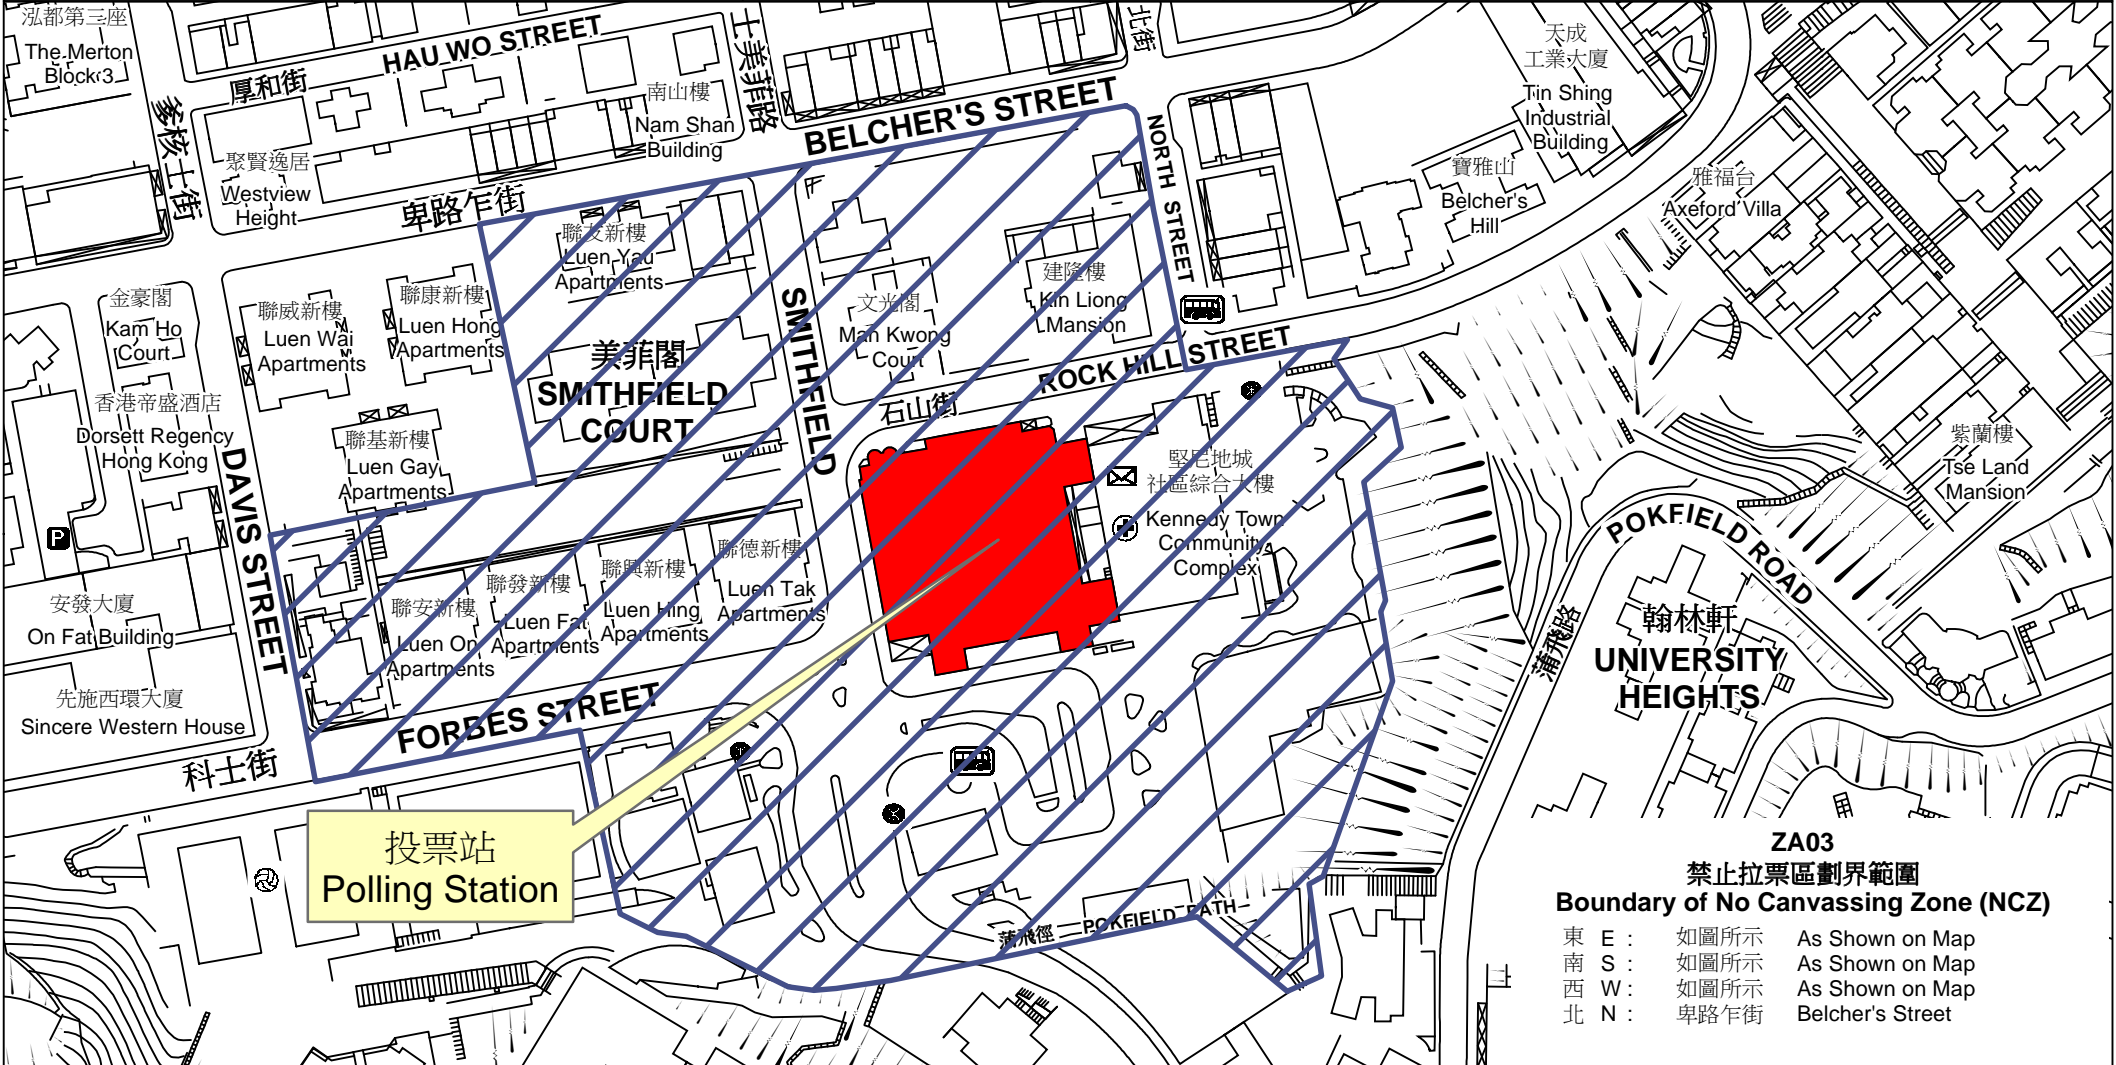 泓都第三座
The Merton
Block 3
HAU WO STREET
厚和街
士美菲路
北街
天成
工業大廈
Tin Shing
Industrial
Building
爹核士街
南山樓
Nam Shan
Building
BELCHER'S STREET
NORTH STREET
聚賢逸居
Westview
Height
卑路乍街
寶雅山
Belcher's
Hill
雅福台
Axeford Villa
聯友新樓
Luen Yau
Apartments
金豪閣
Kam Ho
Court
聯威新樓
Luen Wai
Apartments
聯康新樓
Luen Hong
Apartments
美菲閣
SMITHFIELD
COURT
SMITHFIELD
文光閣
Man Kwong
Court
建隆樓
Kin Liong
Mansion
石山街
ROCK HILL STREET
香港帝盛酒店
Dorsett Regency
Hong Kong
DAVIS STREET
聯基新樓
Luen Gay
Apartments
堅尼地城
社區綜合大樓
Kennedy Town
Community
Complex
紫蘭樓
Tse Land
Mansion
POKFIELD ROAD
P
安發大廈
On Fat Building
聯安新樓
Luen On
Apartments
聯發新樓
Luen Fat
Apartments
聯興新樓
Luen Hing
Apartments
聯德新樓
Luen Tak
Apartments
蒲飛路
翰林軒
UNIVERSITY
HEIGHTS
先施西環大廈
Sincere Western House
FORBES STREET
科士街
投票站
Polling Station
蒲飛徑
POKFIELD PATH
ZA03
禁止拉票區劃界範圍
Boundary of No Canvassing Zone (NCZ)
東 E : 如圖所示 As Shown on Map
南 S : 如圖所示 As Shown on Map
西 W : 如圖所示 As Shown on Map
北 N : 卑路乍街 Belcher's Street